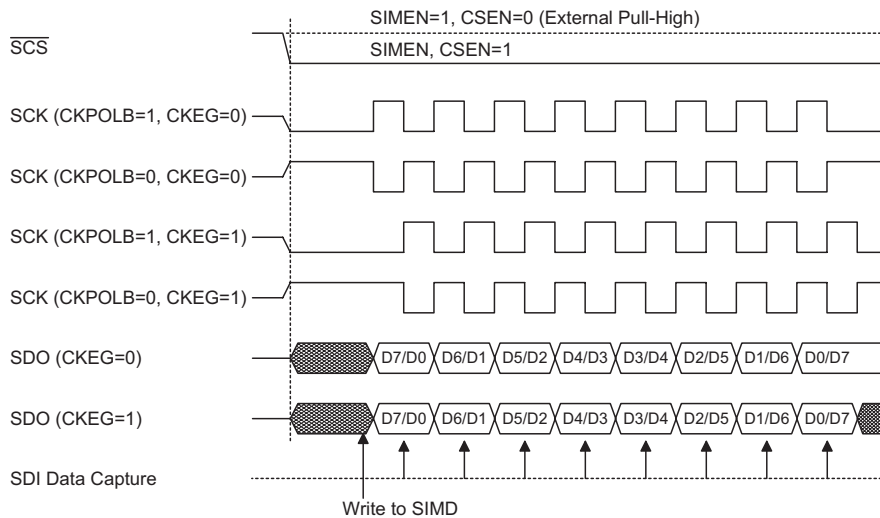 SIMEN=1, CSEN=0 (External Pull-High)
SCS
SIMEN, CSEN=1
SCK (CKPOLB=1, CKEG=0)
SCK (CKPOLB=0, CKEG=0)
SCK (CKPOLB=1, CKEG=1)
SCK (CKPOLB=0, CKEG=1)
SDO (CKEG=0) D7/D0 D6/D1 D5/D2 D4/D3 D3/D4 D2/D5 D1/D6 D0/D7
SDO (CKEG=1) D7/D0 D6/D1 D5/D2 D4/D3 D3/D4 D2/D5 D1/D6 D0/D7
SDI Data Capture
Write to SIMD